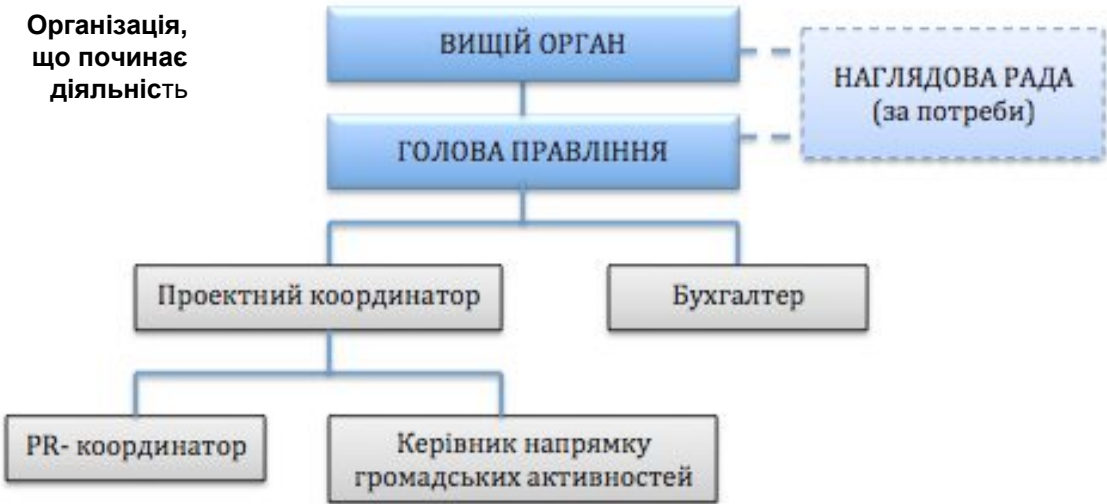 Організація,
що починає
діяльність
ВИЩІЙ ОРГАН
НАГЛЯДОВА РАДА
(за потреби)
ГОЛОВА ПРАВЛІННЯ
Проектний координатор
Бухгалтер
PR- координатор
Керівник напрямку
громадських активностей